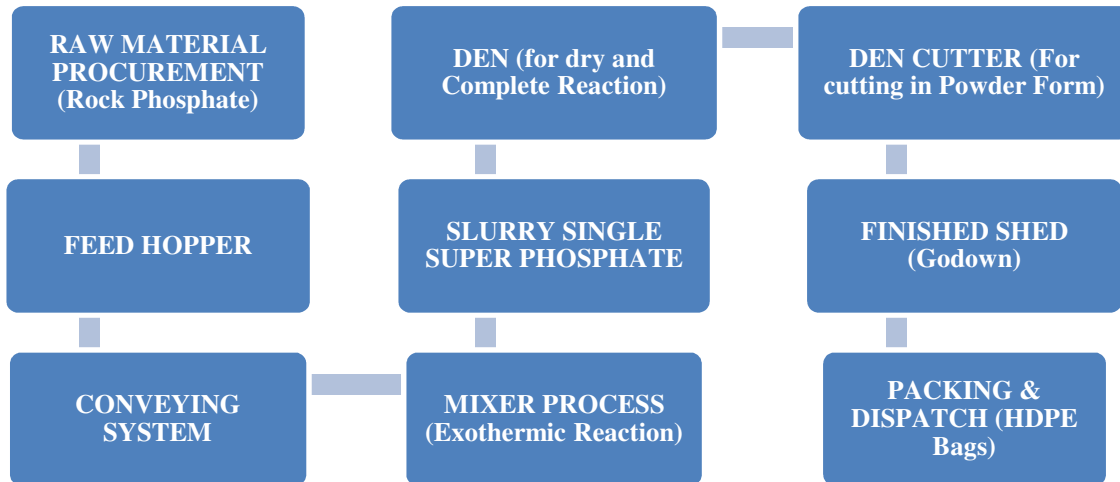 RAW MATERIAL
PROCUREMENT
(Rock Phosphate)
FEED HOPPER
CONVEYING
SYSTEM
MIXER PROCESS
(Exothermic Reaction)
SLURRY SINGLE
SUPER PHOSPHATE
DEN (for dry and
Complete Reaction)
DEN CUTTER (For
cutting in Powder Form)
FINISHED SHED
(Godown)
PACKING &
DISPATCH (HDPE
Bags)